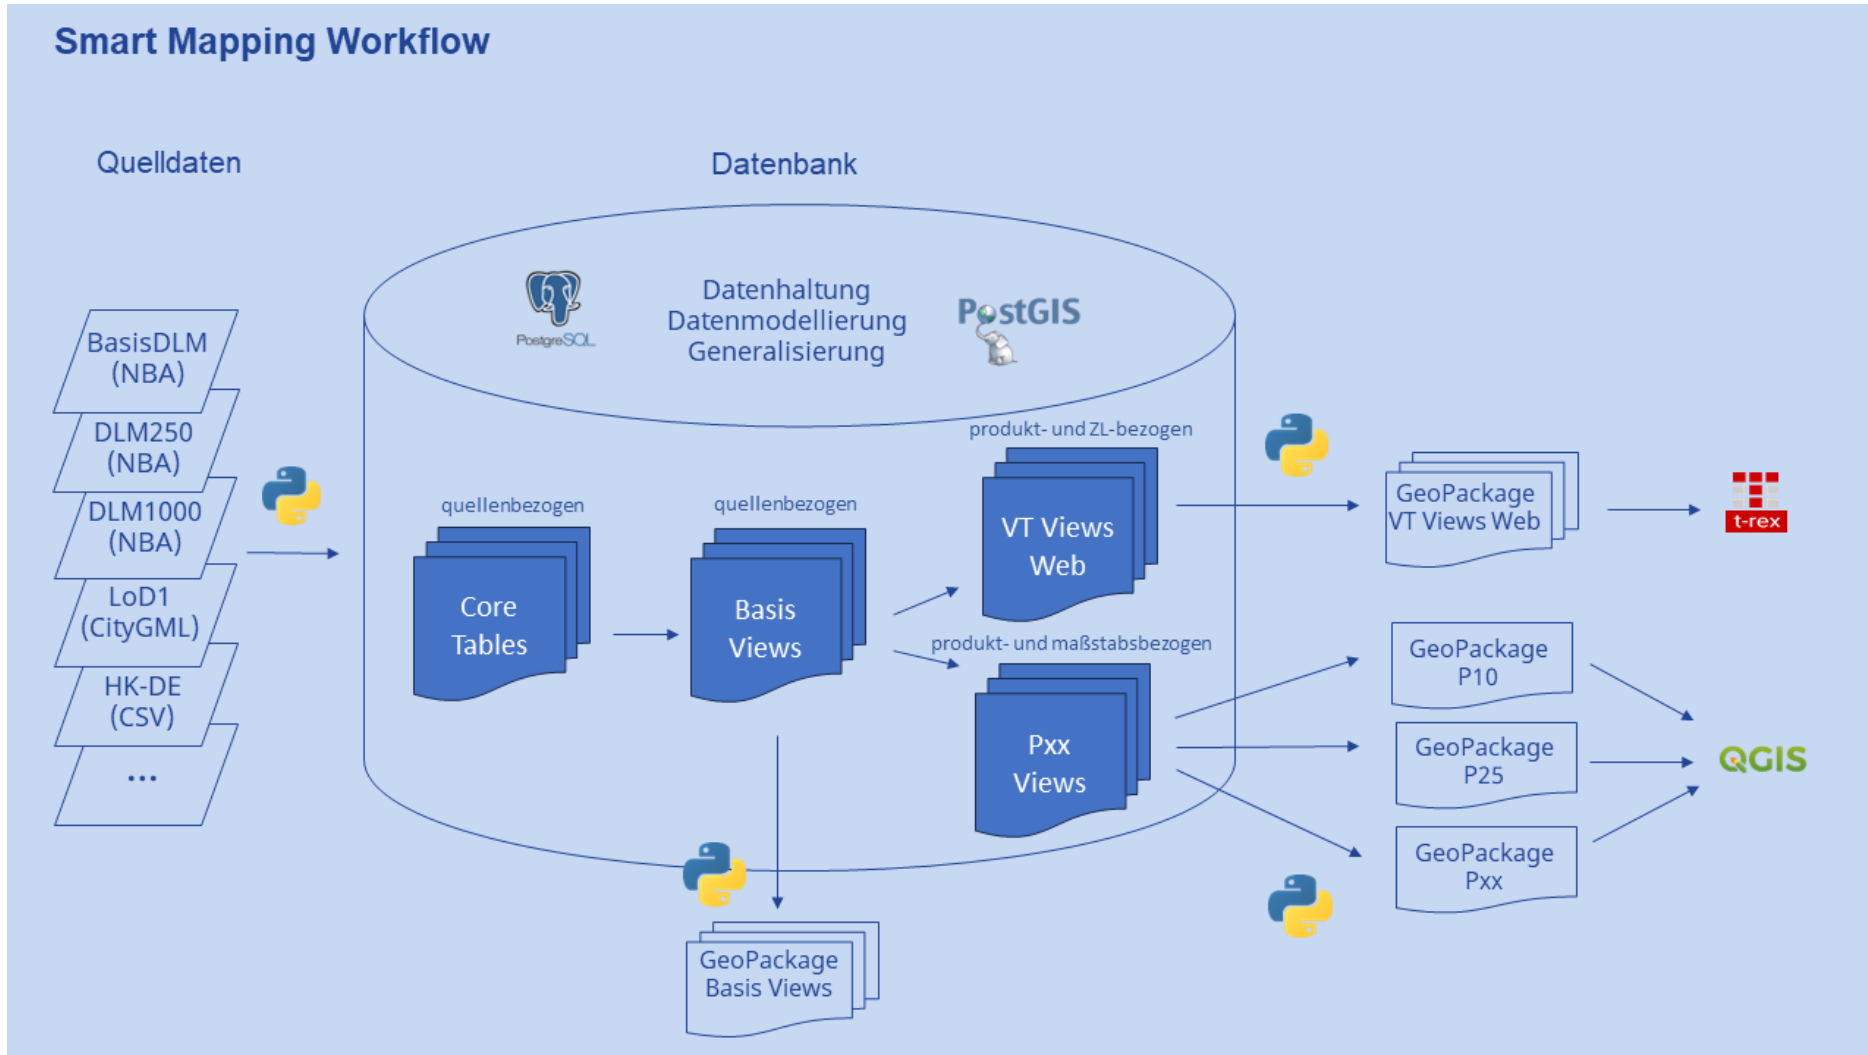 Smart Mapping Workflow
Quelldaten
Datenbank
BasisDLM
(NBA)
DLM250
(NBA)
DLM1000
(NBA)
LoD1
(CityGML)
HK-DE
(CSV)
...
PostgreSQL
Datenhaltung
Datenmodellierung
Generalisierung
PostGIS
quellenbezogen
Core
Tables
quellenbezogen
Basis
Views
produkt- und ZL-bezogen
VT Views
Web
produkt- und maßstabsbezogen
Pxx
Views
GeoPackage
VT Views Web
t-rex
GeoPackage
P10
GeoPackage
P25
GeoPackage
Pxx
QGIS
GeoPackage
Basis Views